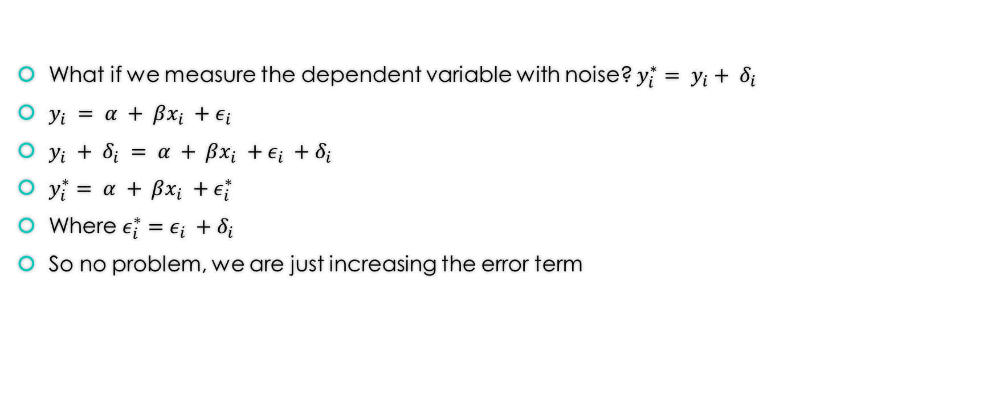 What if we measure the dependent variable with noise? $y_i^* = y_i + \delta_i$
$y_i = \alpha + \beta x_i + \epsilon_i$
$y_i + \delta_i = \alpha + \beta x_i + \epsilon_i + \delta_i$
$y_i^* = \alpha + \beta x_i + \epsilon_i^*$
Where $\epsilon_i^* = \epsilon_i + \delta_i$
So no problem, we are just increasing the error term